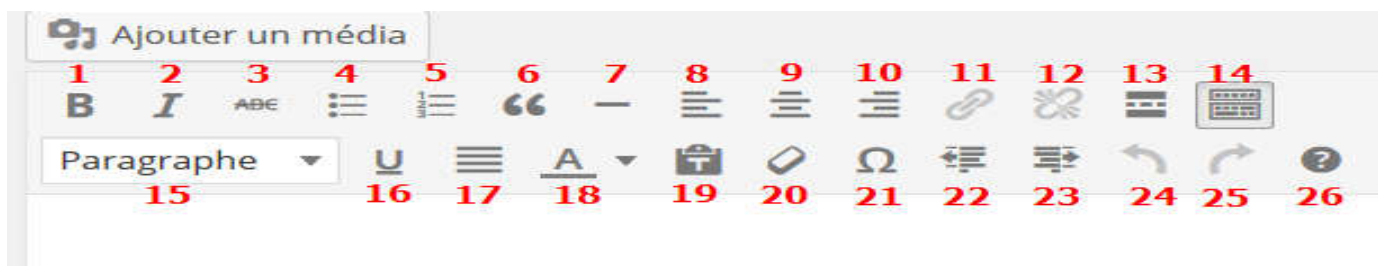 Ajouter un média
1 2 3 4 5 6 7 8 9 10 11 12 13 14
B I ABC
Paragraphe U A T Ω ?
15 16 17 18 19 20 21 22 23 24 25 26